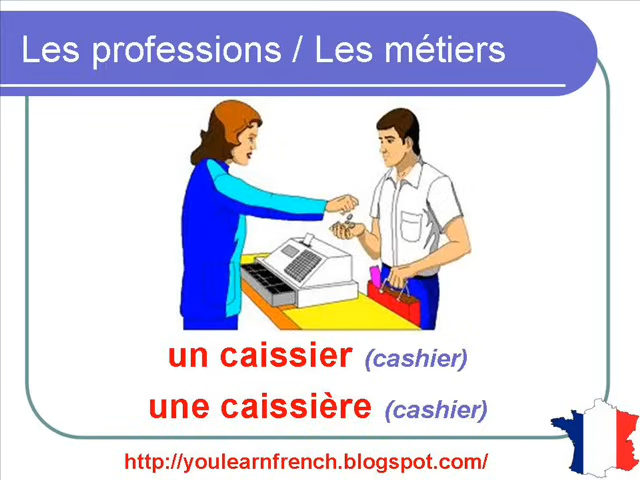 Les professions / Les métiers
un caissier (cashier)
une caissière (cashier)
http://youlearnfrench.blogspot.com/